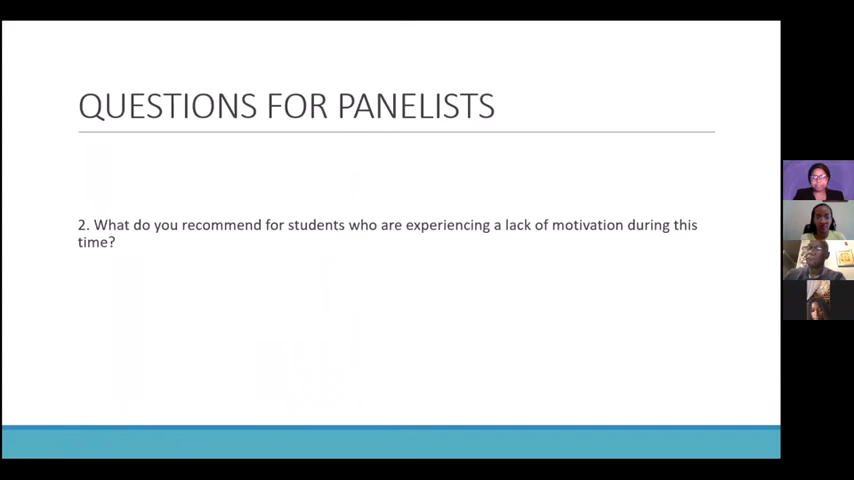 QUESTIONS FOR PANELISTS
2. What do you recommend for students who are experiencing a lack of motivation during this
time?